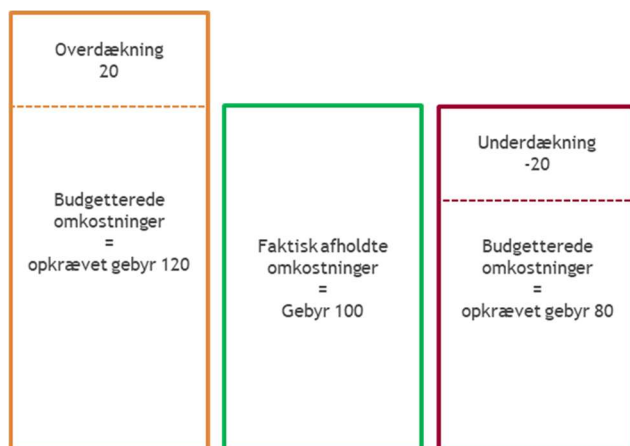 Overdækning
20
Budgetterede
omkostninger
=
opkrævet gebyr 120
Faktisk afholdte
omkostninger
=
Gebyr 100
Underdækning
-20
Budgetterede
omkostninger
=
opkrævet gebyr 80